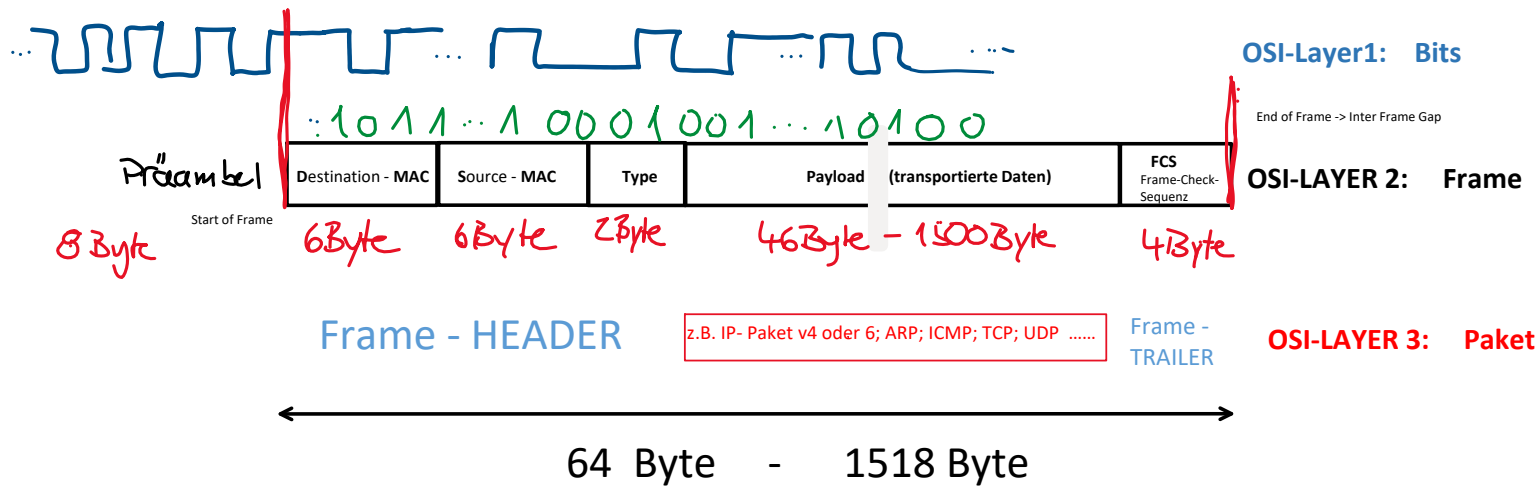 ... ... ... ...
OSI-Layer1: Bits
:1011...1 0001001...10100
End of Frame -> Inter Frame Gap
Präambel
Destination - MAC
Source - MAC
Type
Payload (transportierte Daten)
FCS
Frame-Check-
Sequenz
OSI-LAYER 2: Frame
Start of Frame
8 Byte
6Byte
6Byte
2Byte
46Byte - 1500Byte
4Byte
Frame - HEADER
z.B. IP- Paket v4 oder 6; ARP; ICMP; TCP; UDP ......
Frame -
TRAILER
OSI-LAYER 3: Paket
64 Byte - 1518 Byte